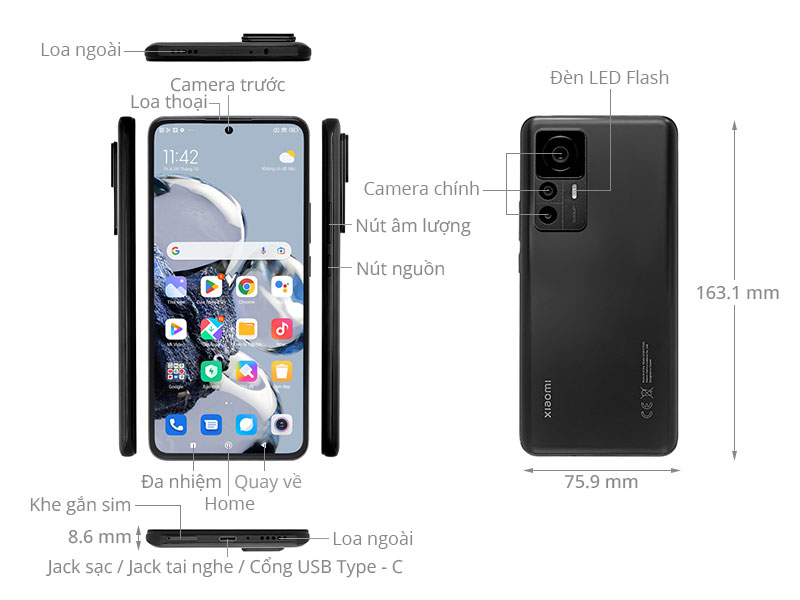 Loa ngoài
Camera trước
Loa thoại
Đèn LED Flash
11:42
Camera chính
Nút âm lượng
Nút nguồn
Chrome
163.1 mm
Google
xiaomi
75.9 mm
Đa nhiệm
Quay về
Home
Khe gắn sim
8.6 mm
Loa ngoài
Jack sạc / Jack tai nghe / Cổng USB Type - C